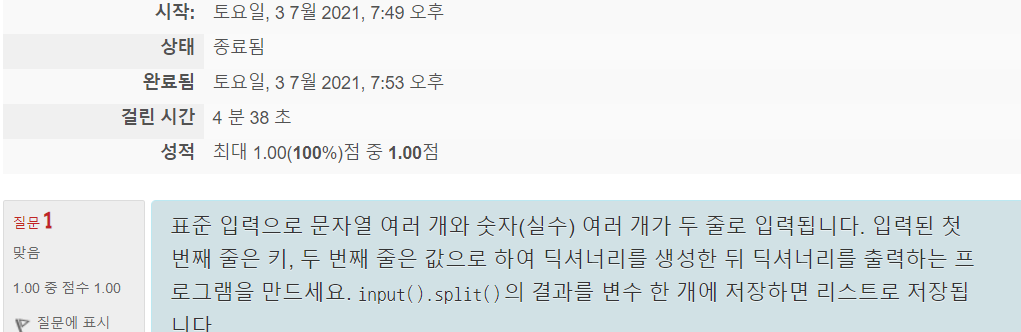 시작: 토요일, 3 7월 2021, 7:49 오후
상태 종료됨
완료됨 토요일, 3 7월 2021, 7:53 오후
걸린 시간 4 분 38 초
성적 최대 1.00(100%)점 중 1.00점
질문 1
맞음
1.00 중 점수 1.00
질문에 표시
표준 입력으로 문자열 여러 개와 숫자(실수) 여러 개가 두 줄로 입력됩니다. 입력된 첫
번째 줄은 키, 두 번째 줄은 값으로 하여 딕셔너리를 생성한 뒤 딕셔너리를 출력하는 프
로그램을 만드세요. input().split()의 결과를 변수 한 개에 저장하면 리스트로 저장됩
니다